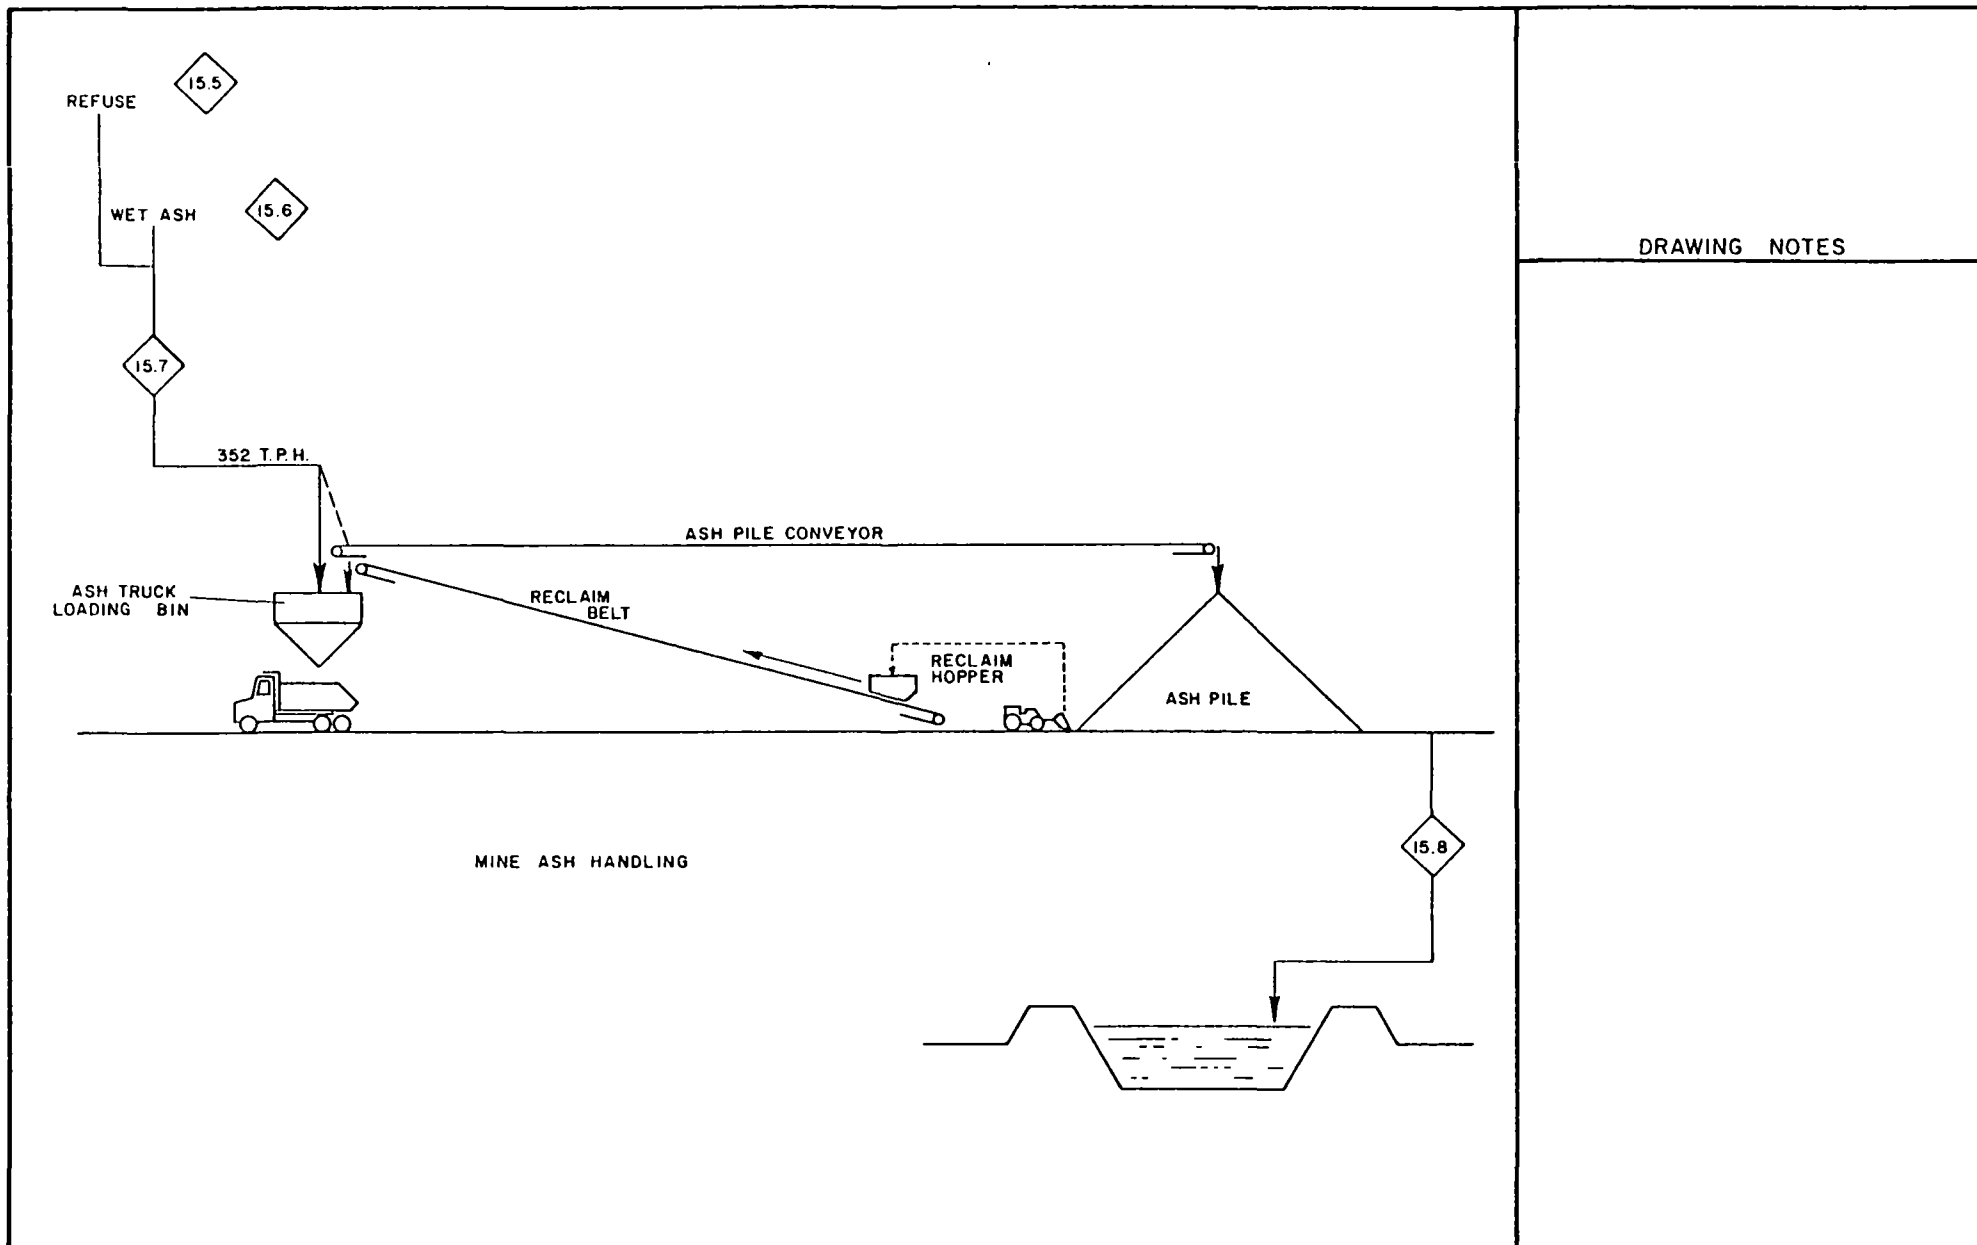 15.5
REFUSE
15.6
WET ASH
DRAWING NOTES
15.7
352 T.P.H.
ASH PILE CONVEYOR
ASH TRUCK
LOADING BIN
RECLAIM
BELT
RECLAIM
HOPPER
ASH PILE
15.8
MINE ASH HANDLING